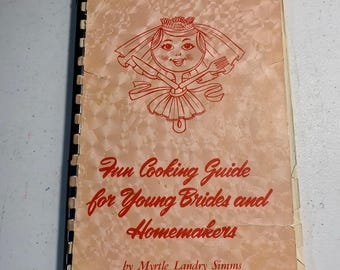 Fun Cooking Guide
for Young Brides and
Homemakers
by Myrtle Landry Simms